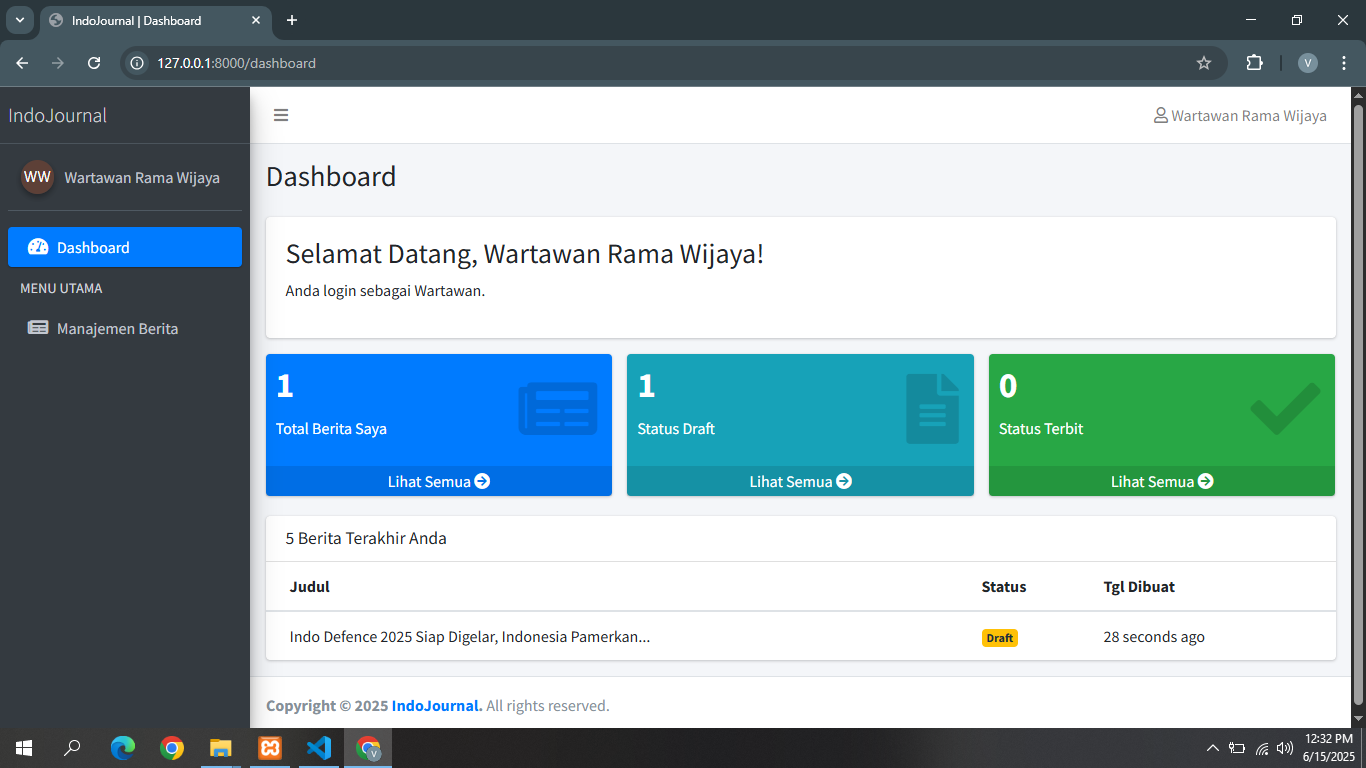 IndoJournal | Dashboard
127.0.0.1:8000/dashboard
V
IndoJournal
Wartawan Rama Wijaya
WW Wartawan Rama Wijaya
Dashboard
MENU UTAMA
Manajemen Berita
Dashboard
Selamat Datang, Wartawan Rama Wijaya!
Anda login sebagai Wartawan.
1
Total Berita Saya
Lihat Semua
1
Status Draft
Lihat Semua
0
Status Terbit
Lihat Semua
5 Berita Terakhir Anda
Judul Status Tgl Dibuat
Indo Defence 2025 Siap Digelar, Indonesia Pamerkan... Draft 28 seconds ago
Copyright © 2025 IndoJournal. All rights reserved.
V
12:32 PM
6/15/2025